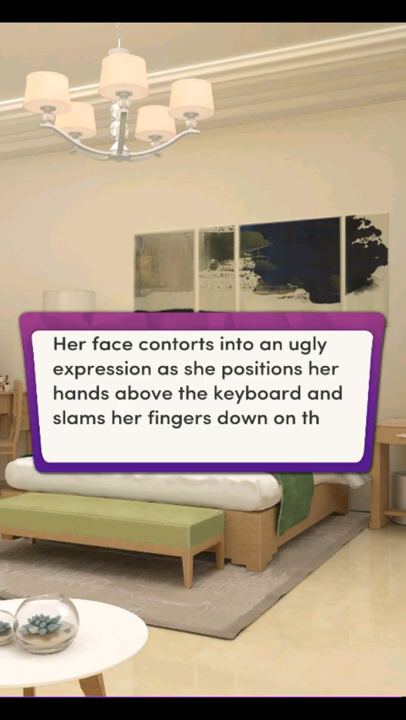 Her face contorts into an ugly
expression as she positions her
hands above the keyboard and
slams her fingers down on th